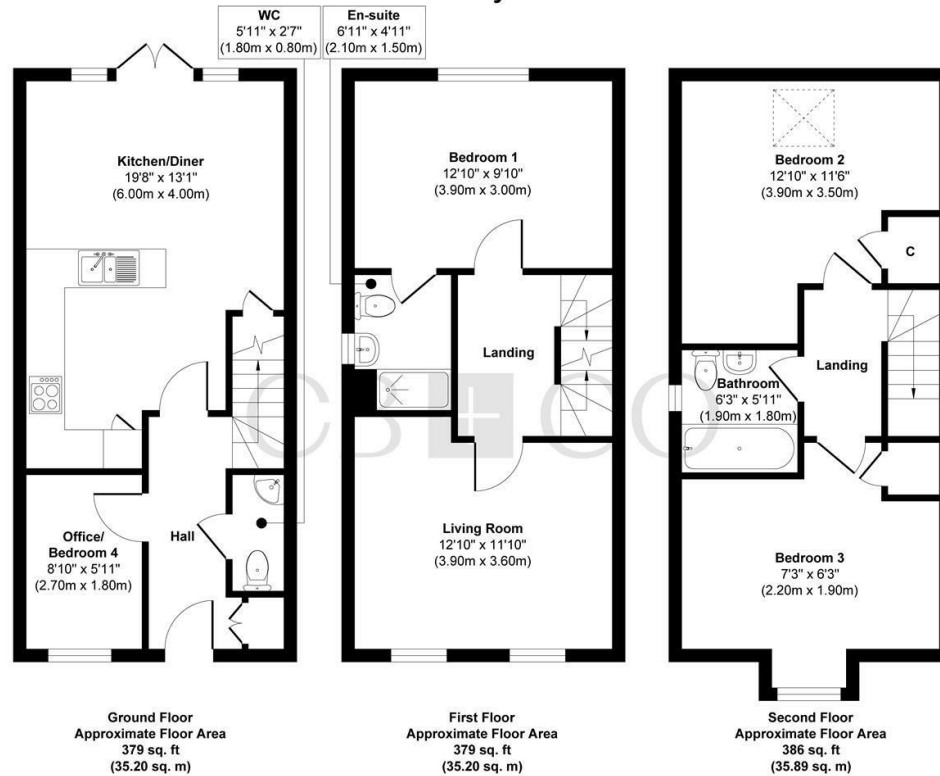 WC
5'11" x 2'7"
(1.80m x 0.80m)
En-suite
6'11" x 4'11"
(2.10m x 1.50m)
Kitchen/Diner
19'8" x 13'1"
(6.00m x 4.00m)
Office/
Bedroom 4
8'10" x 5'11"
(2.70m x 1.80m)
Hall
Ground Floor
Approximate Floor Area
379 sq. ft
(35.20 sq. m)
Bedroom 1
12'10" x 9'10"
(3.90m x 3.00m)
Landing
Living Room
12'10" x 11'10"
(3.90m x 3.60m)
First Floor
Approximate Floor Area
379 sq. ft
(35.20 sq. m)
Bedroom 2
12'10" x 11'6"
(3.90m x 3.50m)
C
Landing
Bathroom
6'3" x 5'11"
(1.90m x 1.80m)
Bedroom 3
7'3" x 6'3"
(2.20m x 1.90m)
Second Floor
Approximate Floor Area
386 sq. ft
(35.89 sq. m)
CB+CO